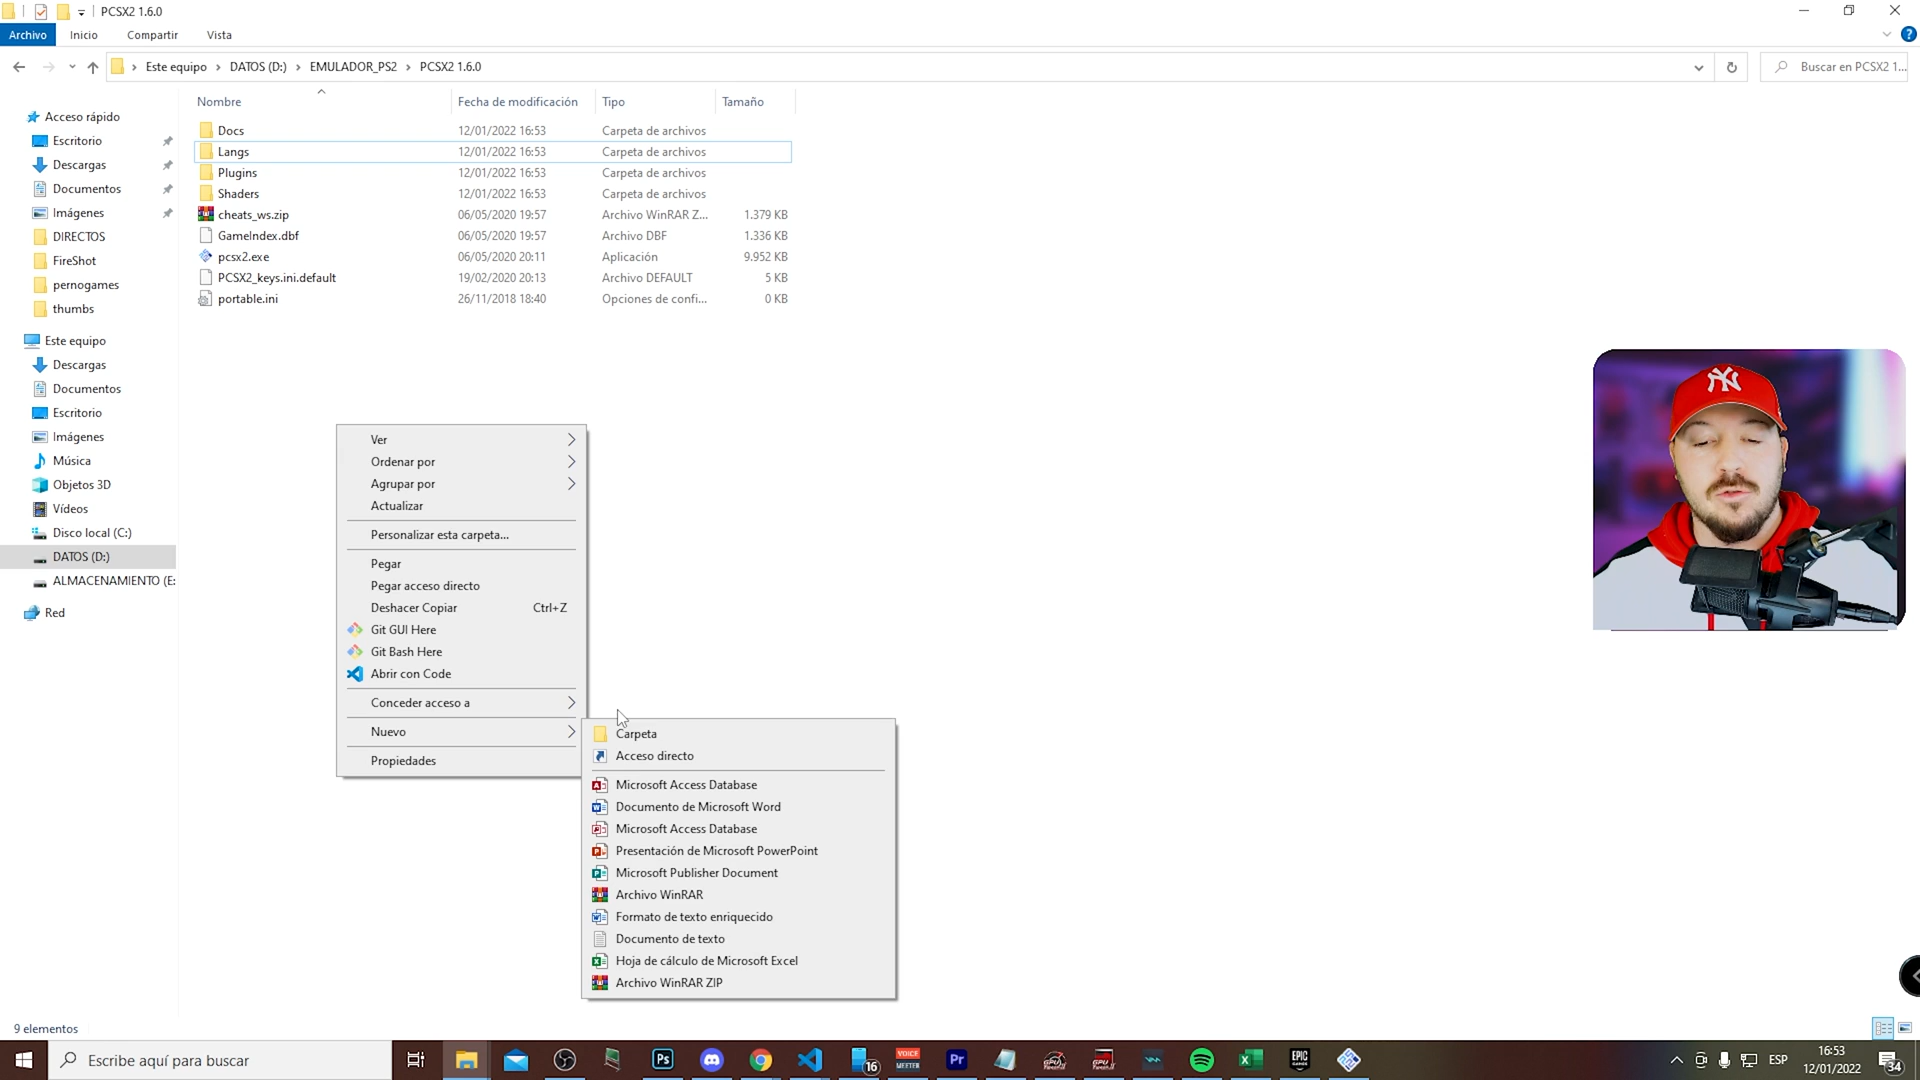 PCSX2 1.6.0
Archivo Inicio Compartir Vista
Este equipo DATOS (D:) EMULADOR_PS2 PCSX2 1.6.0 Buscar en PCSX2 1...
Nombre Fecha de modificación Tipo Tamaño
Docs 12/01/2022 16:53 Carpeta de archivos
Langs 12/01/2022 16:53 Carpeta de archivos
Plugins 12/01/2022 16:53 Carpeta de archivos
Shaders 12/01/2022 16:53 Carpeta de archivos
cheats_ws.zip 06/05/2020 19:57 Archivo WinRAR Z... 1.379 KB
GameIndex.dbf 06/05/2020 19:57 Archivo DBF 1.336 KB
pcsx2.exe 06/05/2020 20:11 Aplicación 9.952 KB
PCSX2_keys.ini.default 19/02/2020 20:13 Archivo DEFAULT 5 KB
portable.ini 26/11/2018 18:40 Opciones de confi... 0 KB
Acceso rápido
Escritorio
Descargas
Documentos
Imágenes
DIRECTOS
FireShot
pernogames
thumbs
Este equipo
Descargas
Documentos
Escritorio
Imágenes
Música
Objetos 3D
Vídeos
Disco local (C:)
DATOS (D:)
ALMACENAMIENTO (E:
Red
Ver
Ordenar por
Agrupar por
Actualizar
Personalizar esta carpeta...
Pegar
Pegar acceso directo
Deshacer Copiar Ctrl+Z
Git GUI Here
Git Bash Here
Abrir con Code
Conceder acceso a
Nuevo
Propiedades
Carpeta
Acceso directo
Microsoft Access Database
Documento de Microsoft Word
Microsoft Access Database
Presentación de Microsoft PowerPoint
Microsoft Publisher Document
Archivo WinRAR
Formato de texto enriquecido
Documento de texto
Hoja de cálculo de Microsoft Excel
Archivo WinRAR ZIP
NY
9 elementos
Escribe aquí para buscar
Ps
16
VOICE
MEETER
Pr
EPIC
GAMES
ESP
16:53
12/01/2022
34